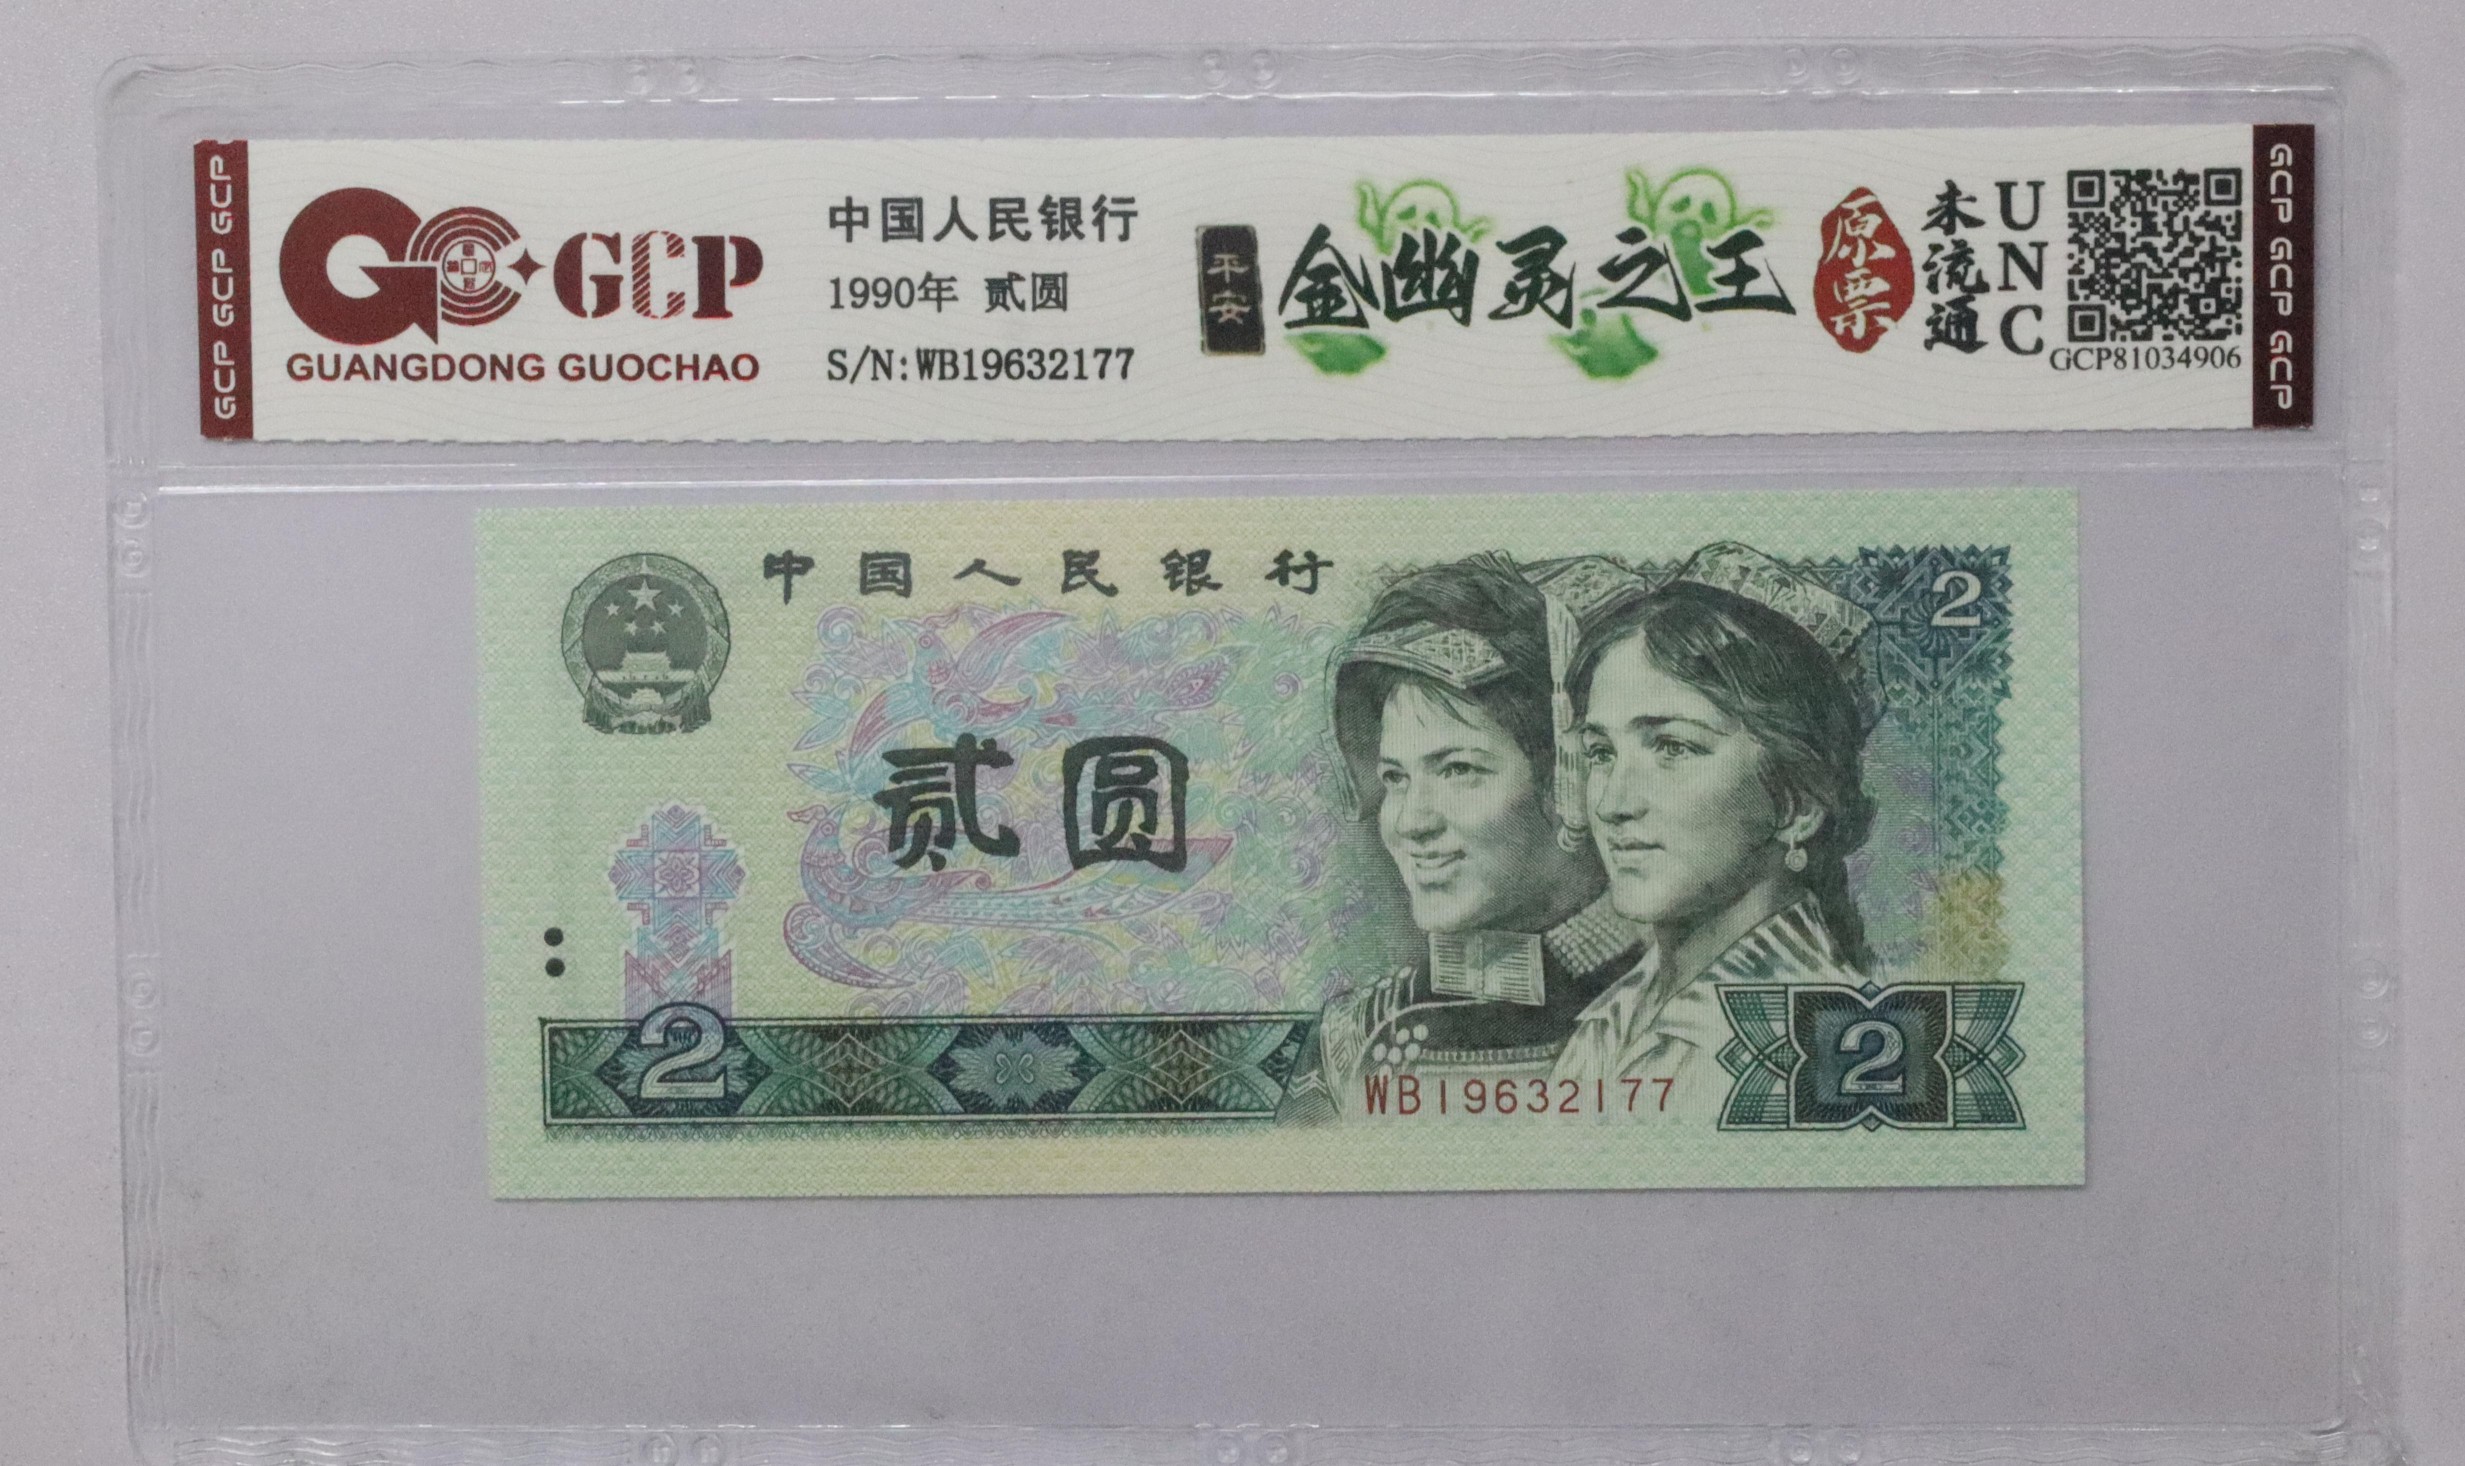 GCP GCP GCP
GCP
GUANGDONG GUOCHAO
中国人民银行
1990年 贰圆
S/N:WB19632177
平安
金幽灵之王
原票
未流通
UNC
GCP81034906
GCP GCP GCP
中国人民银行
2
贰圆
2
WB19632177
2